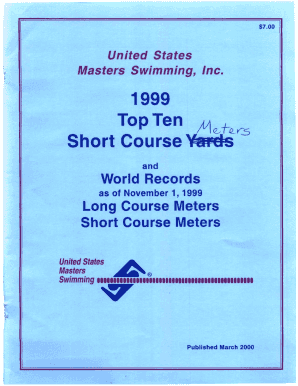 $7.00
United States
Masters Swimming, Inc.
1999
Top Ten
Meters
Short Course Yards
and
World Records
as of November 1, 1999
Long Course Meters
Short Course Meters
United States
Masters
Swimming ®
Published March 2000